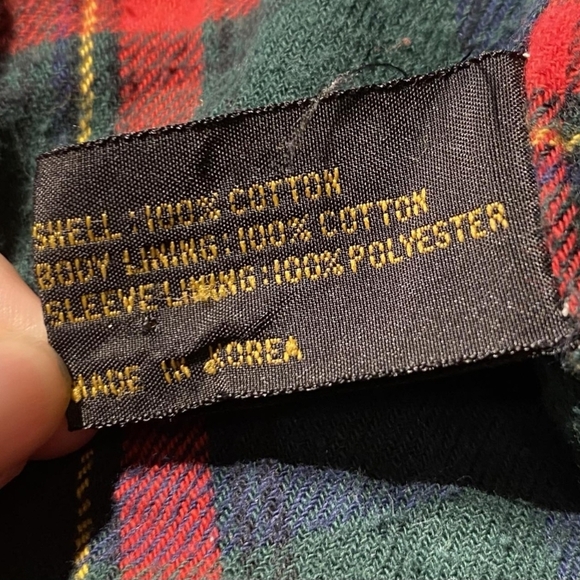 SHELL : 100% COTTON
BODY LINING : 100% COTTON
SLEEVE LINING : 100% POLYESTER
MADE IN KOREA